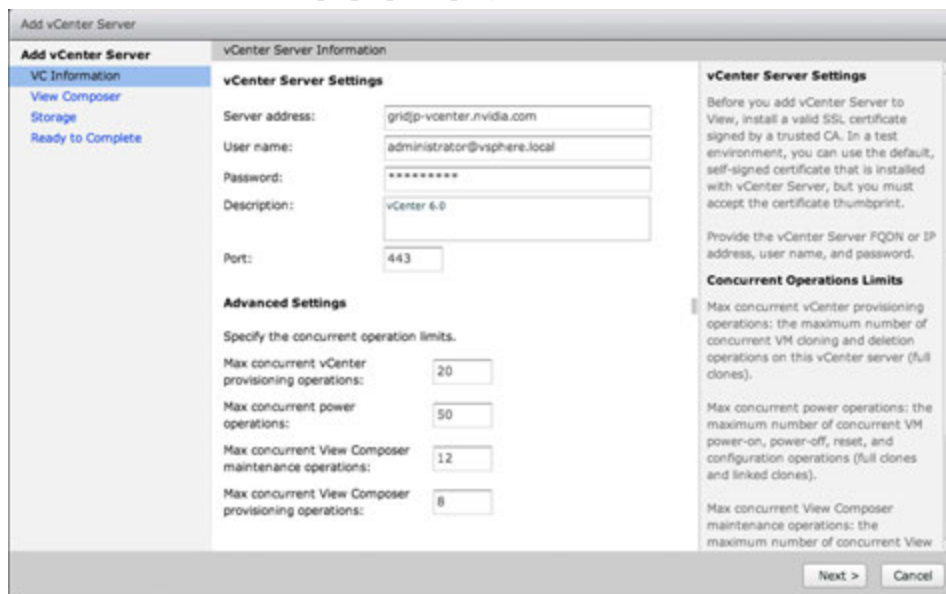 Add vCenter Server
Add vCenter Server
VC Information
View Composer
Storage
Ready to Complete
vCenter Server Information
vCenter Server Settings
Server address:
gridjp-vcenter.nvidia.com
User name:
administrator@vsphere.local
Password:
*********
Description:
vCenter 6.0
Port:
443
Advanced Settings
Specify the concurrent operation limits.
Max concurrent vCenter
provisioning operations:
20
Max concurrent power
operations:
50
Max concurrent View Composer
maintenance operations:
12
Max concurrent View Composer
provisioning operations:
8
vCenter Server Settings
Before you add vCenter Server to
View, install a valid SSL certificate
signed by a trusted CA. In a test
environment, you can use the default,
self-signed certificate that is installed
with vCenter Server, but you must
accept the certificate thumbprint.
Provide the vCenter Server FQDN or IP
address, user name, and password.
Concurrent Operations Limits
Max concurrent vCenter provisioning
operations: the maximum number of
concurrent VM cloning and deletion
operations on this vCenter server (full
clones).
Max concurrent power operations: the
maximum number of concurrent VM
power-on, power-off, reset, and
configuration operations (full clones
and linked clones).
Max concurrent View Composer
maintenance operations: the
maximum number of concurrent View
Next >
Cancel